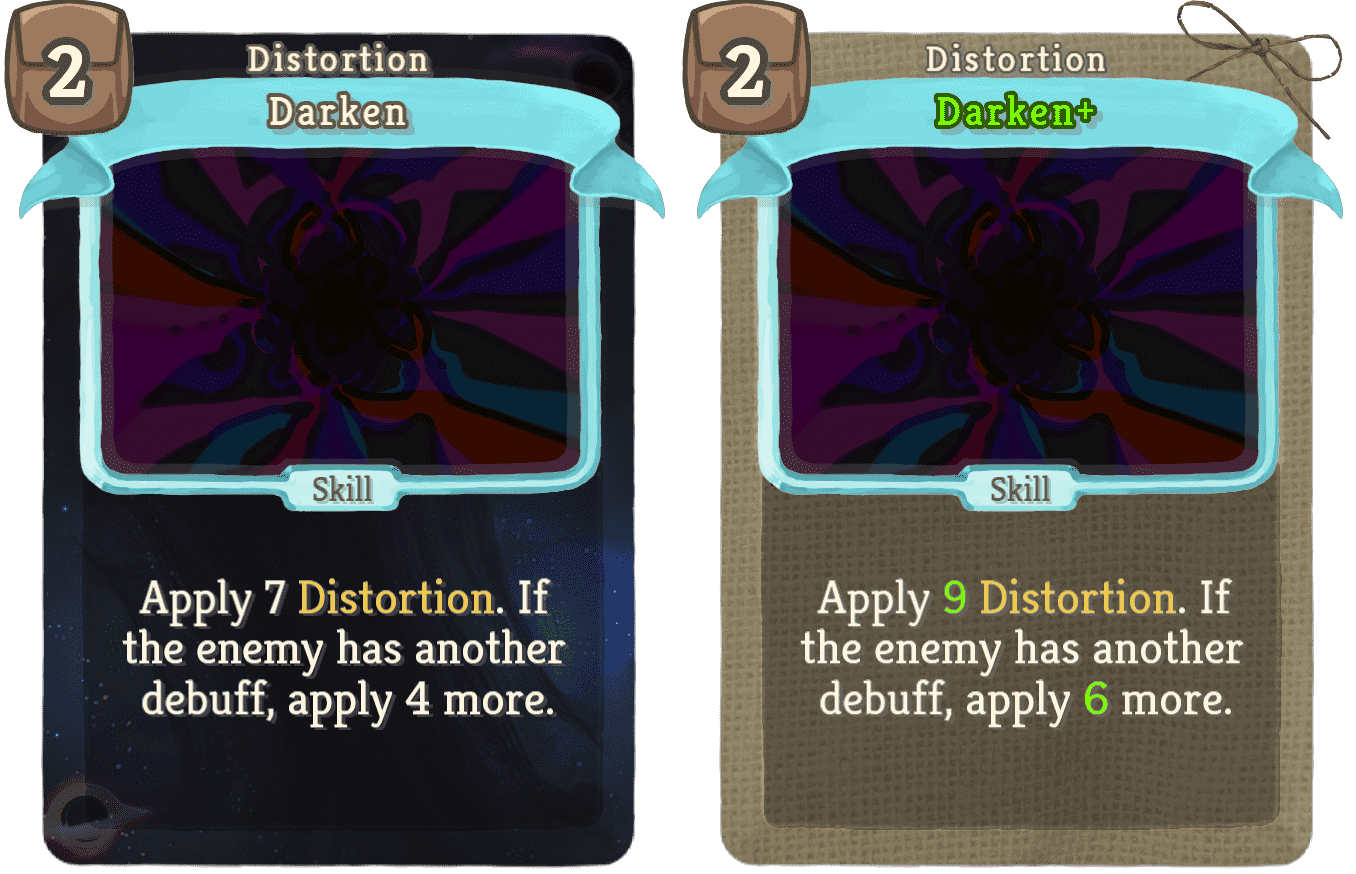 2
Distortion
Darken
Skill
Apply 7 Distortion. If
the enemy has another
debuff, apply 4 more.
2
Distortion
Darken+
Skill
Apply 9 Distortion. If
the enemy has another
debuff, apply 6 more.